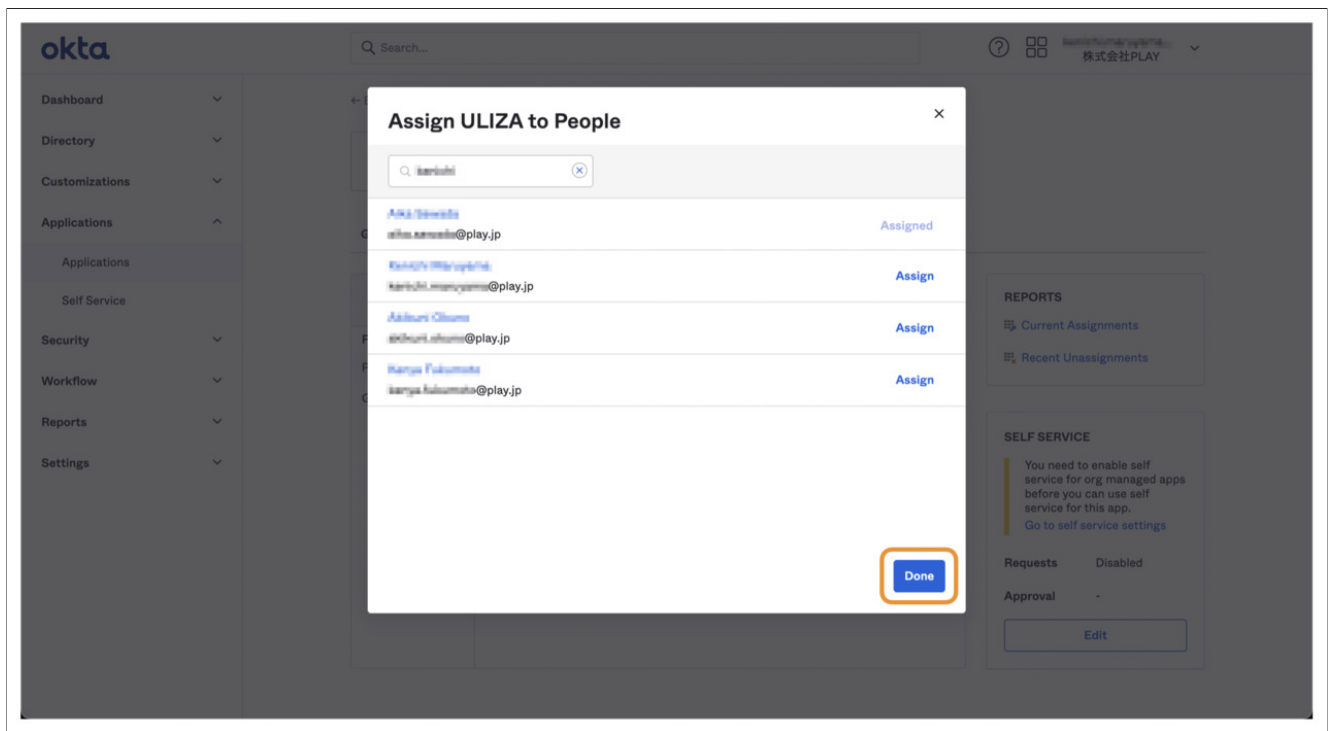 okta
Search...
株式会社PLAY
Dashboard
Directory
Customizations
Applications
Applications
Self Service
Security
Workflow
Reports
Settings
Assign ULIZA to People
Assigned
@play.jp
Assign
@play.jp
Assign
@play.jp
Assign
@play.jp
Done
REPORTS
Current Assignments
Recent Unassignments
SELF SERVICE
You need to enable self
service for org managed apps
before you can use self
service for this app.
Go to self service settings
Requests Disabled
Approval -
Edit